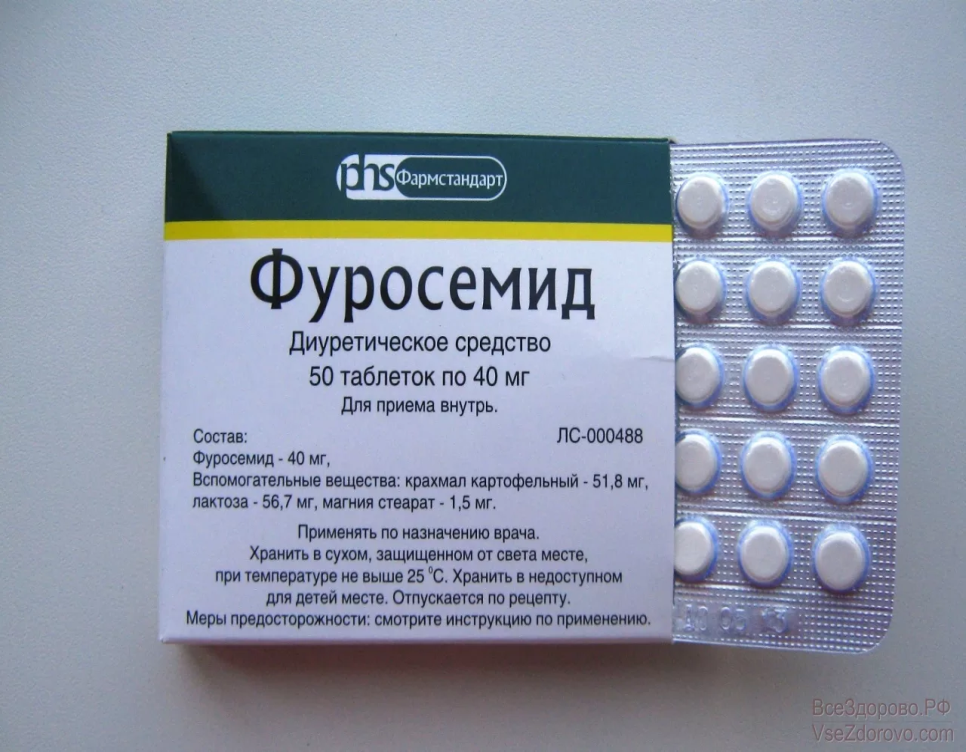 phs Фармстандарт
Фуросемид
Диуретическое средство
50 таблеток по 40 мг
Для приема внутрь.
Состав: ЛС-000488
Фуросемид - 40 мг,
Вспомогательные вещества: крахмал картофельный - 51,8 мг,
лактоза - 56,7 мг, магния стеарат - 1,5 мг.
Применять по назначению врача.
Хранить в сухом, защищенном от света месте,
при температуре не выше 25 °С. Хранить в недоступном
для детей месте. Отпускается по рецепту.
Меры предосторожности: смотрите инструкцию по применению.
ВсеЗдорово.РФ
VseZdorovo.com